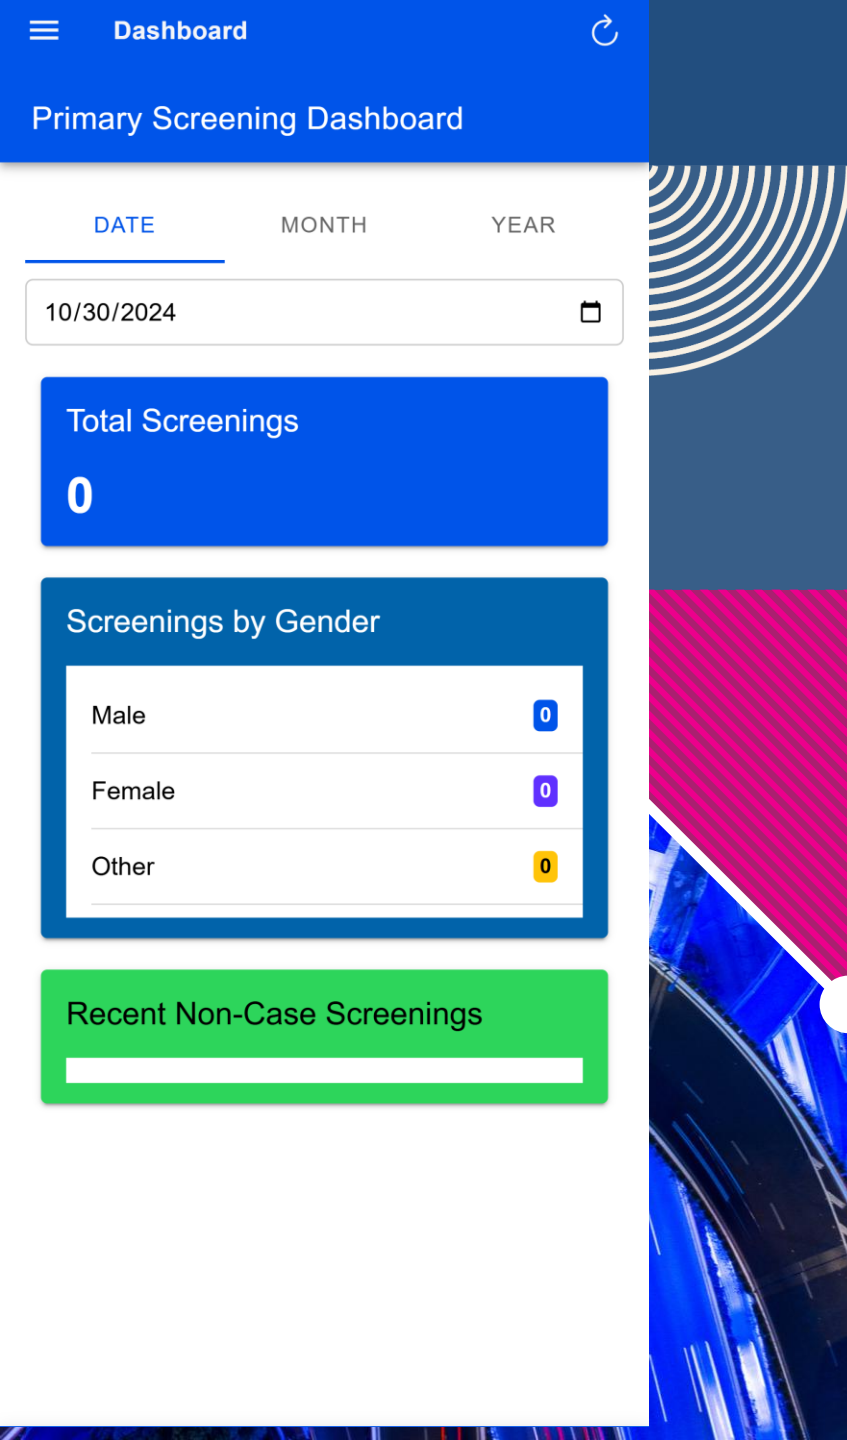 Dashboard
Primary Screening Dashboard
DATE MONTH YEAR
10/30/2024
Total Screenings
0
Screenings by Gender
Male 0
Female 0
Other 0
Recent Non-Case Screenings